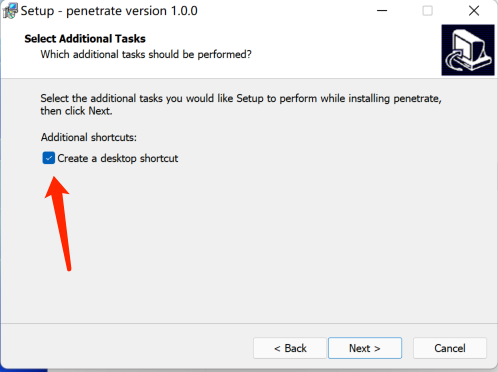 Setup - penetrate version 1.0.0
Select Additional Tasks
Which additional tasks should be performed?
Select the additional tasks you would like Setup to perform while installing penetrate,
then click Next.
Additional shortcuts:
Create a desktop shortcut
< Back
Next >
Cancel